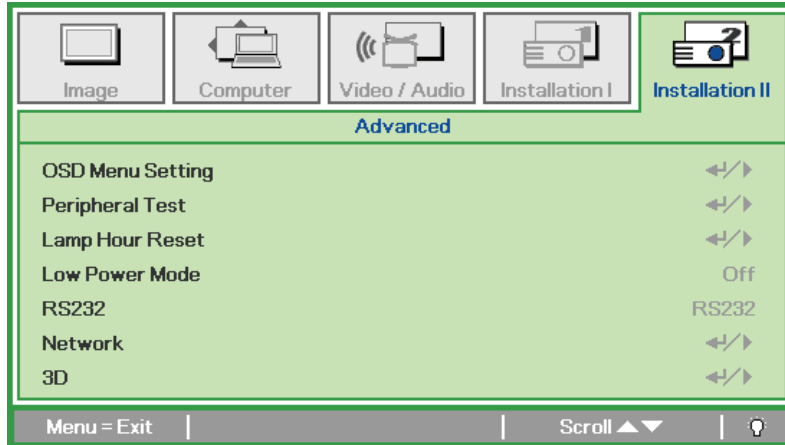 Image Computer Video / Audio Installation I Installation II
Advanced
OSD Menu Setting
Peripheral Test
Lamp Hour Reset
Low Power Mode Off
RS232 RS232
Network
3D
Menu = Exit Scroll ▲▼